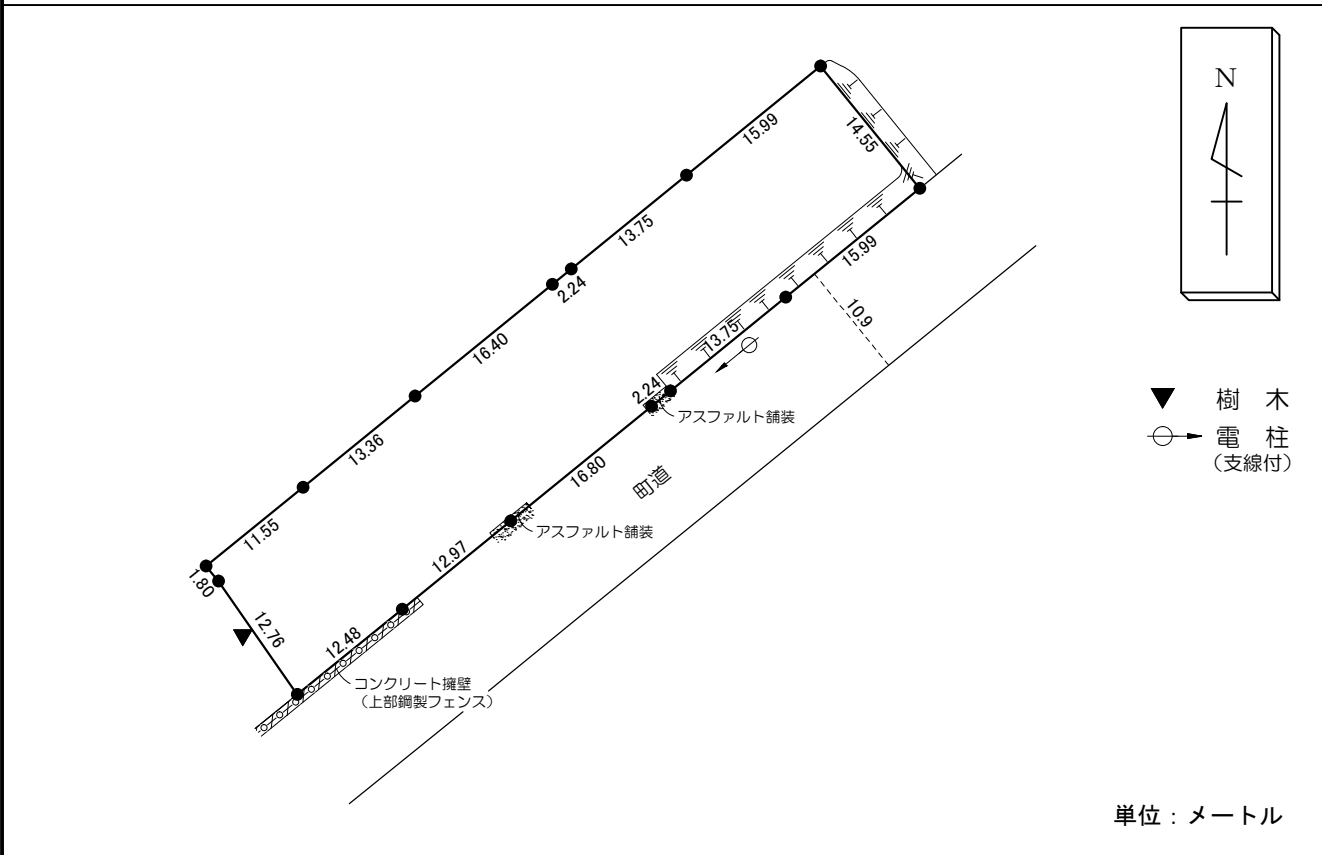 N
15.99
14.55
13.75
2.24
15.99
10.9
16.40
13.75
2.24
アスファルト舗装
13.36
16.80
町道
アスファルト舗装
11.55
12.97
1.80
12.76
12.48
コンクリート擁壁
（上部鋼製フェンス）
樹 木
電 柱
（支線付）
単位：メートル